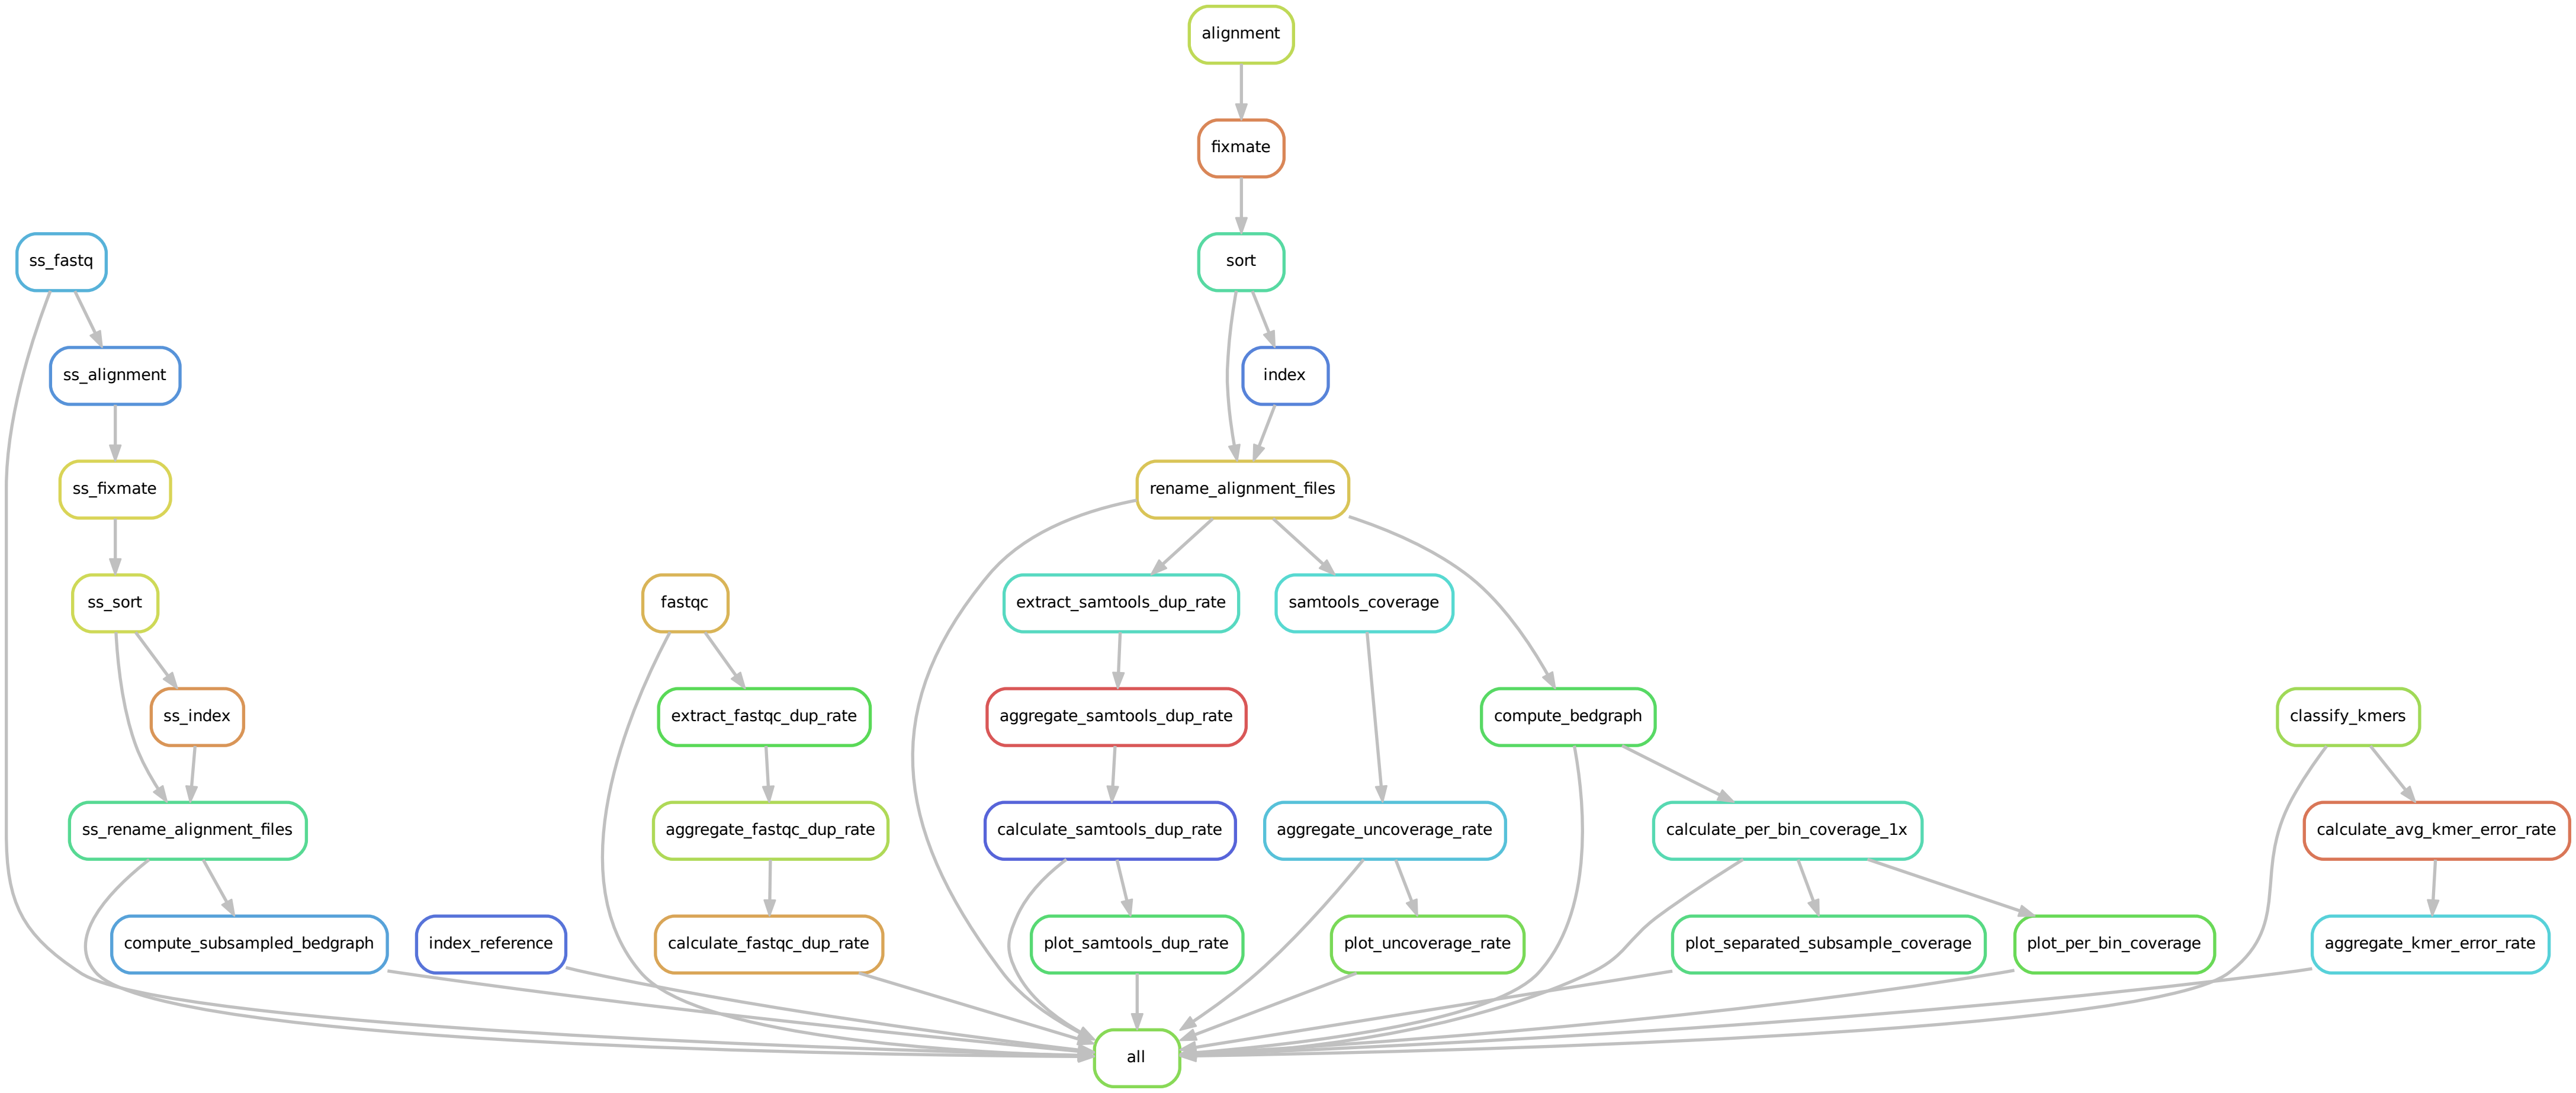 alignment
fixmate
ss_fastq
sort
ss_alignment
index
ss_fixmate
rename_alignment_files
ss_sort
fastqc
extract_samtools_dup_rate
samtools_coverage
ss_index
extract_fastqc_dup_rate
aggregate_samtools_dup_rate
compute_bedgraph
classify_kmers
ss_rename_alignment_files
aggregate_fastqc_dup_rate
calculate_samtools_dup_rate
aggregate_uncoverage_rate
calculate_per_bin_coverage_1x
calculate_avg_kmer_error_rate
compute_subsampled_bedgraph
index_reference
calculate_fastqc_dup_rate
plot_samtools_dup_rate
plot_uncoverage_rate
plot_separated_subsample_coverage
plot_per_bin_coverage
aggregate_kmer_error_rate
all